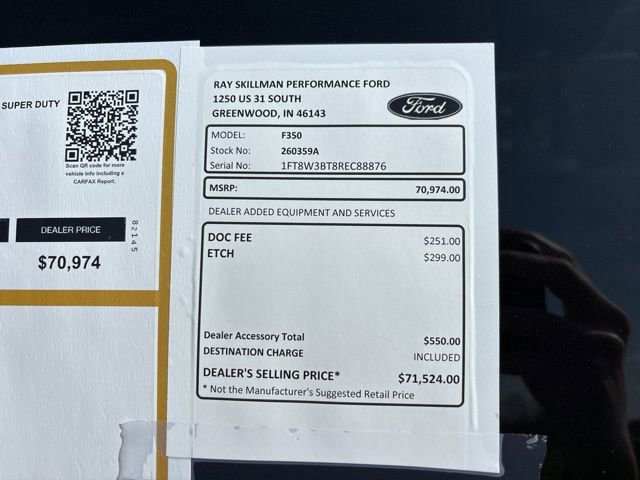 SUPER DUTY
Scan QR code for more
vehicle info including a
CARFAX Report.
DEALER PRICE
82145
$70,974
RAY SKILLMAN PERFORMANCE FORD
1250 US 31 SOUTH
GREENWOOD, IN 46143
Ford
MODEL: F350
Stock No: 260359A
Serial No: 1FT8W3BT8REC88876
MSRP: 70,974.00
DEALER ADDED EQUIPMENT AND SERVICES
DOC FEE $251.00
ETCH $299.00
Dealer Accessory Total $550.00
DESTINATION CHARGE INCLUDED
DEALER'S SELLING PRICE* $71,524.00
* Not the Manufacturer's Suggested Retail Price